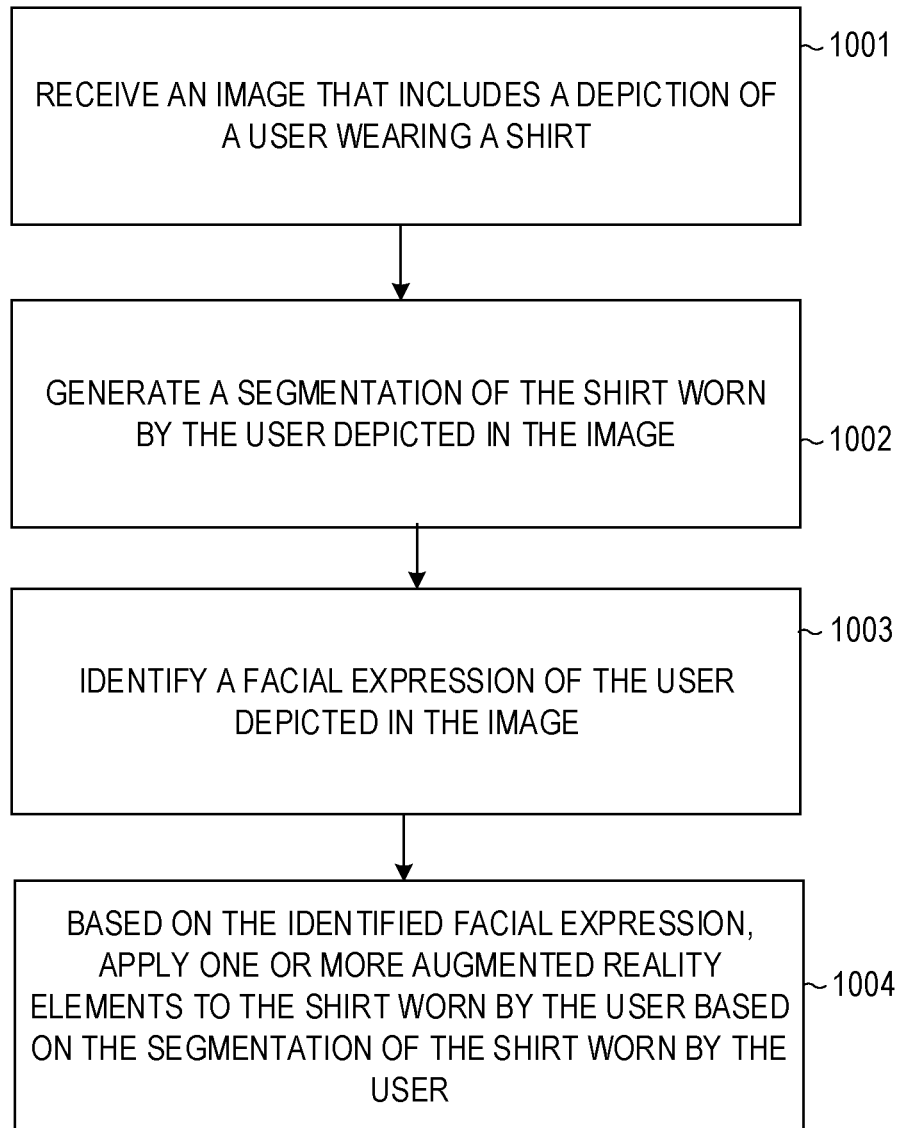 RECEIVE AN IMAGE THAT INCLUDES A DEPICTION OF
A USER WEARING A SHIRT
1001
GENERATE A SEGMENTATION OF THE SHIRT WORN
BY THE USER DEPICTED IN THE IMAGE
1002
IDENTIFY A FACIAL EXPRESSION OF THE USER
DEPICTED IN THE IMAGE
1003
BASED ON THE IDENTIFIED FACIAL EXPRESSION,
APPLY ONE OR MORE AUGMENTED REALITY
ELEMENTS TO THE SHIRT WORN BY THE USER BASED
ON THE SEGMENTATION OF THE SHIRT WORN BY THE
USER
1004